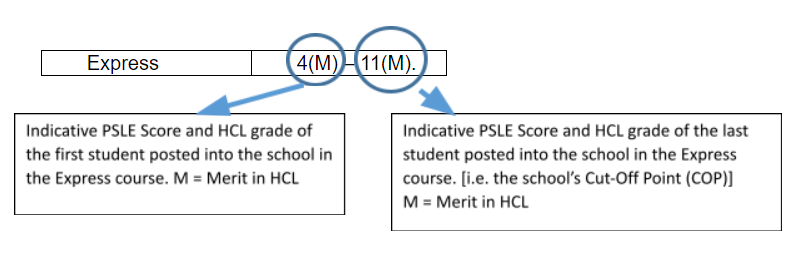 Express 4(M) – 11(M).
Indicative PSLE Score and HCL grade of
the first student posted into the school in
the Express course. M = Merit in HCL
Indicative PSLE Score and HCL grade of the last
student posted into the school in the Express
course. [i.e. the school’s Cut-Off Point (COP)]
M = Merit in HCL